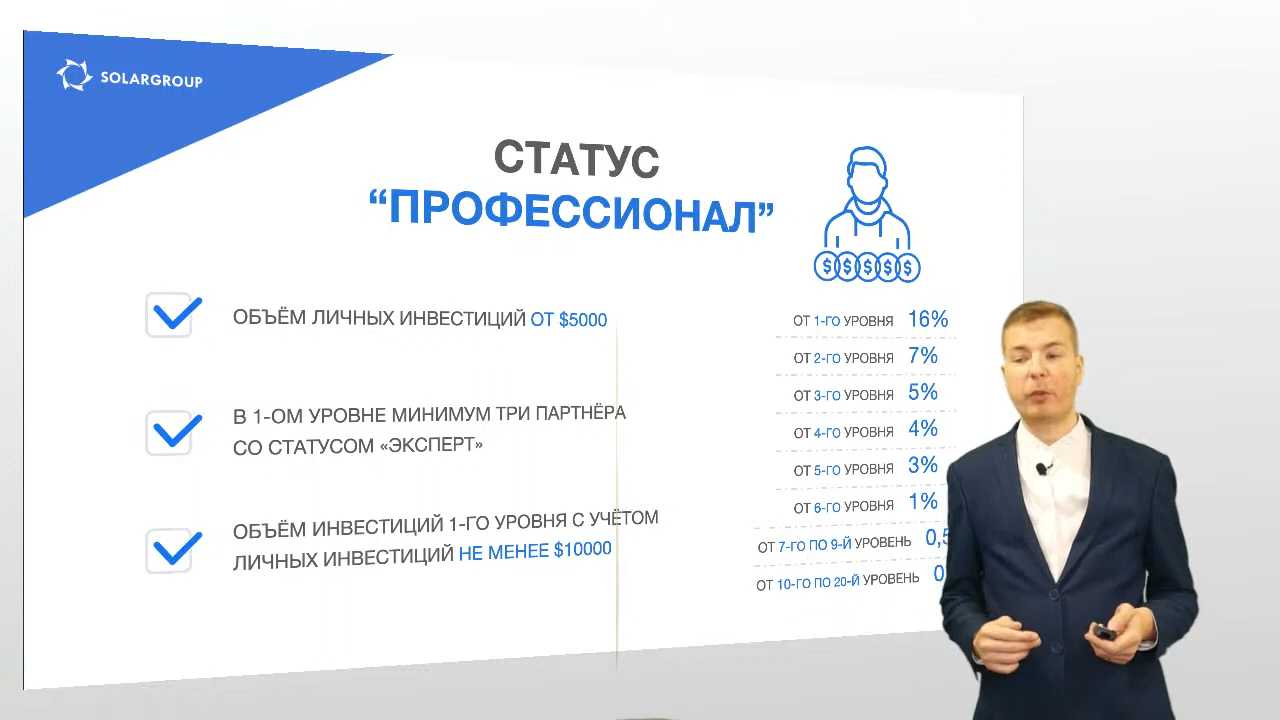 SOLARGROUP
СТАТУС
“ПРОФЕССИОНАЛ”
ОБЪЁМ ЛИЧНЫХ ИНВЕСТИЦИЙ ОТ $5000
В 1-ОМ УРОВНЕ МИНИМУМ ТРИ ПАРТНЁРА
СО СТАТУСОМ «ЭКСПЕРТ»
ОБЪЁМ ИНВЕСТИЦИЙ 1-ГО УРОВНЯ С УЧЁТОМ
ЛИЧНЫХ ИНВЕСТИЦИЙ НЕ МЕНЕЕ $10000
ОТ 1-ГО УРОВНЯ 16%
ОТ 2-ГО УРОВНЯ 7%
ОТ 3-ГО УРОВНЯ 5%
ОТ 4-ГО УРОВНЯ 4%
ОТ 5-ГО УРОВНЯ 3%
ОТ 6-ГО УРОВНЯ 1%
ОТ 7-ГО ПО 9-Й УРОВЕНЬ
ОТ 10-ГО ПО 20-Й УРОВЕНЬ